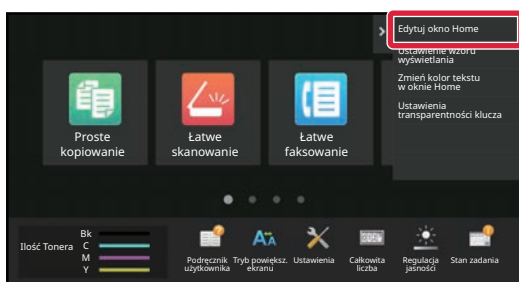 Edytuj okno Home
Ustawienie wzoru
wyświetlania
Zmień kolor tekstu
w oknie Home
Ustawienia
transparentności klucza
Proste
kopiowanie
Łatwe
skanowanie
Łatwe
faksowanie
Ilość Tonera
Bk
C
M
Y
Podręcznik
użytkownika
Tryb powiększ.
ekranu
Ustawienia
Całkowita
liczba
Regulacja
jasności
Stan zadania